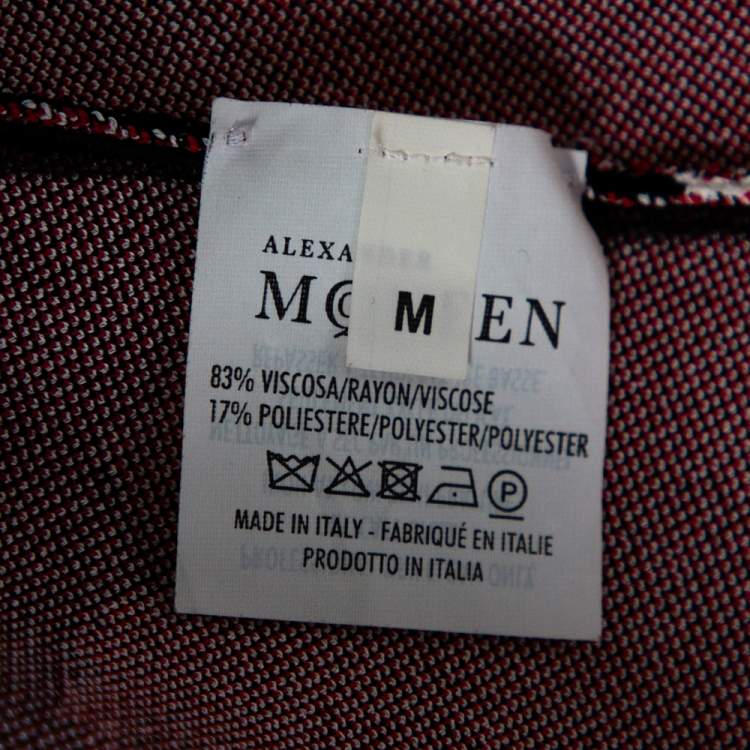 ALEXA
M EN
M
83% VISCOSA/RAYON/VISCOSE
17% POLIESTERE/POLYESTER/POLYESTER
P
MADE IN ITALY - FABRIQUÉ EN ITALIE
PRODOTTO IN ITALIA